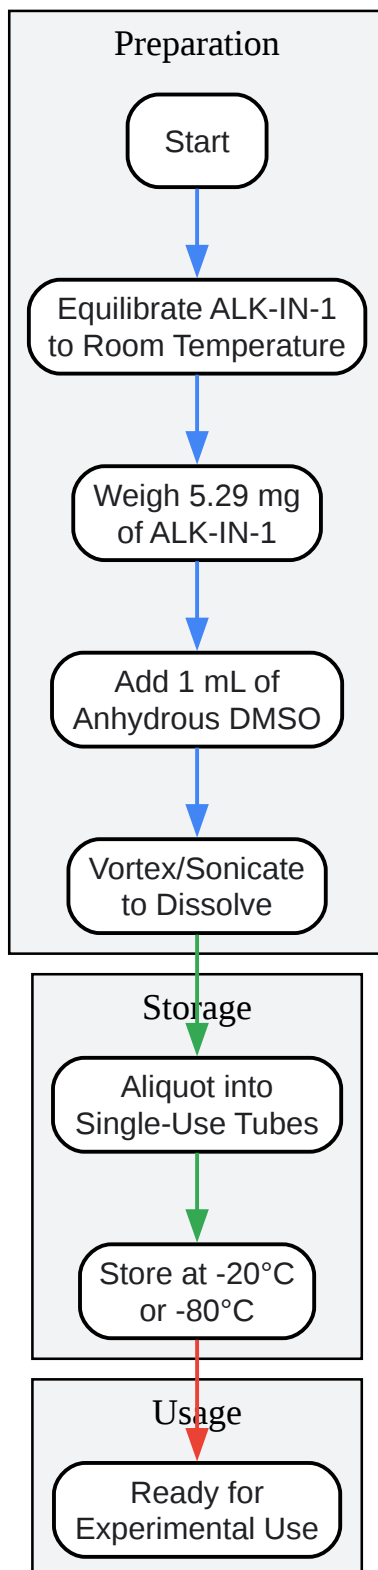 Preparation
Start
Equilibrate ALK-IN-1
to Room Temperature
Weigh 5.29 mg
of ALK-IN-1
Add 1 mL of
Anhydrous DMSO
Vortex/Sonicate
to Dissolve
Storage
Aliquot into
Single-Use Tubes
Store at -20°C
or -80°C
Usage
Ready for
Experimental Use